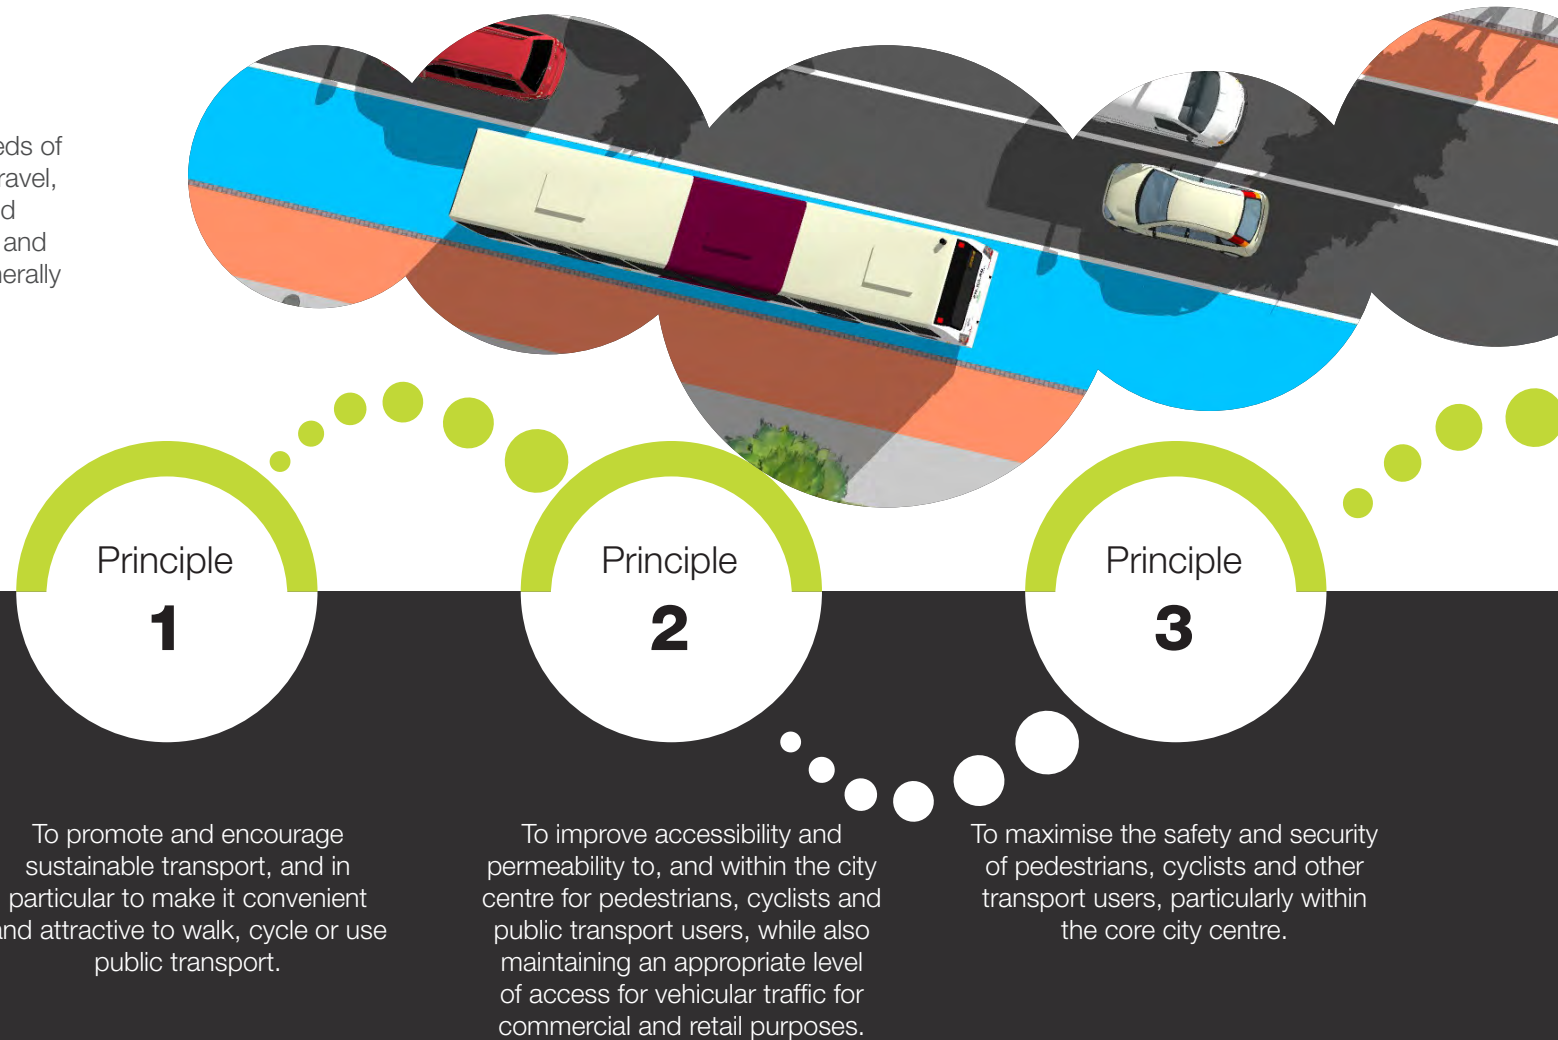 eds of
ravel,
d
and
nerally
Principle
1
Principle
2
Principle
3
To promote and encourage
sustainable transport, and in
particular to make it convenient
and attractive to walk, cycle or use
public transport.
To improve accessibility and
permeability to, and within the city
centre for pedestrians, cyclists and
public transport users, while also
maintaining an appropriate level
of access for vehicular traffic for
commercial and retail purposes.
To maximise the safety and security
of pedestrians, cyclists and other
transport users, particularly within
the core city centre.